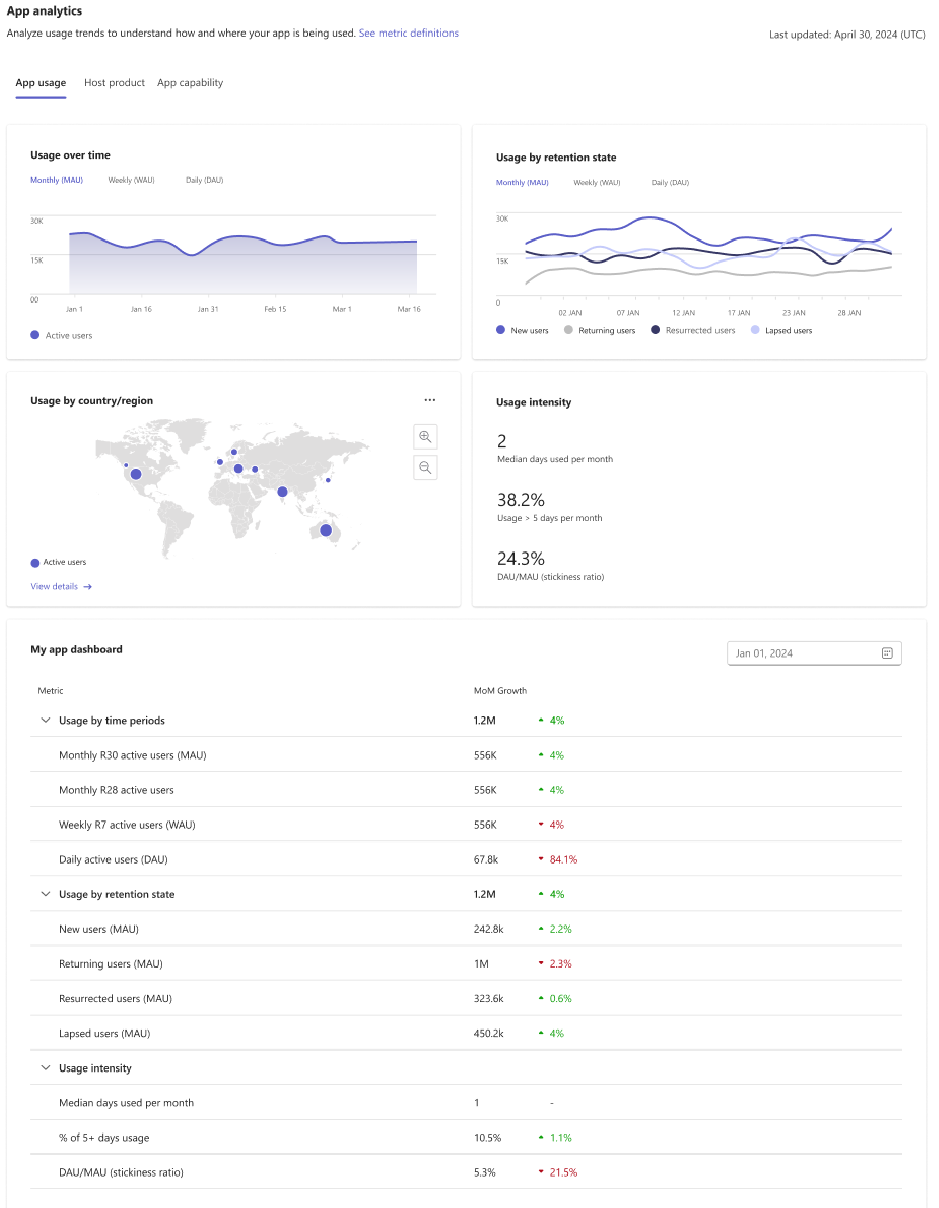 App analytics
Analyze usage trends to understand how and where your app is being used. See metric definitions
Last updated: April 30, 2024 (UTC)
App usage Host product App capability
Usage over time
Monthly (MAU) Weekly (WAU) Daily (DAU)
30K
15K
00
Jan 1 Jan 16 Jan 31 Feb 15 Mar 1 Mar 16
Active users
Usage by retention state
Monthly (MAU) Weekly (WAU) Daily (DAU)
30K
15K
0
02 JAN 07 JAN 12 JAN 17 JAN 23 JAN 28 JAN
New users Returning users Resurrected users Lapsed users
Usage by country/region
Active users
View details →
Usage intensity
2
Median days used per month
38.2%
Usage > 5 days per month
24.3%
DAU/MAU (stickiness ratio)
My app dashboard
Jan 01, 2024
Metric MoM Growth
Usage by time periods 1.2M 4%
Monthly R30 active users (MAU) 556K 4%
Monthly R28 active users 556K 4%
Weekly R7 active users (WAU) 556K 4%
Daily active users (DAU) 67.8k 84.1%
Usage by retention state 1.2M 4%
New users (MAU) 242.8k 2.2%
Returning users (MAU) 1M 2.3%
Resurrected users (MAU) 323.6k 0.6%
Lapsed users (MAU) 450.2k 4%
Usage intensity
Median days used per month 1 -
% of 5+ days usage 10.5% 1.1%
DAU/MAU (stickiness ratio) 5.3% 21.5%